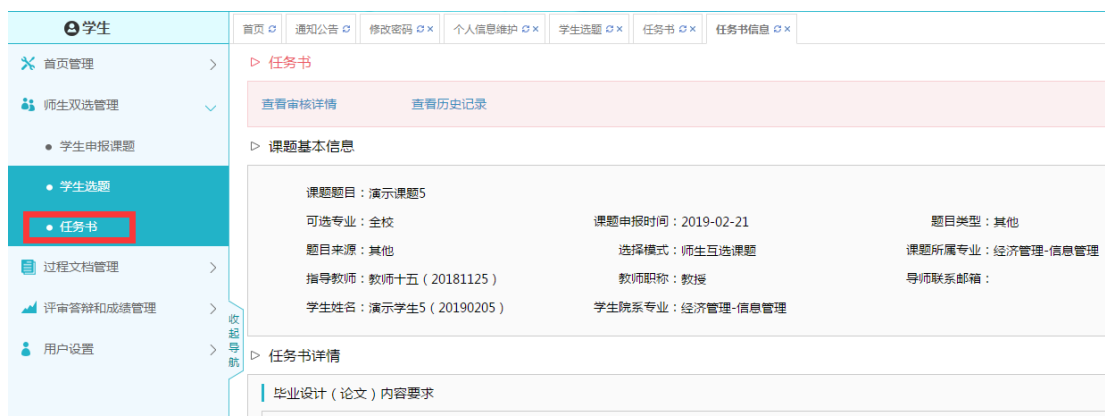 学生
首页 通知公告 修改密码 个人信息维护 学生选题 任务书 任务书信息
首页管理
师生双选管理
学生申报课题
学生选题
任务书
过程文档管理
评审答辩和成绩管理
用户设置
收起导航
任务书
查看审核详情 查看历史记录
课题基本信息
课题题目：演示课题5
可选专业：全校 课题申报时间：2019-02-21 题目类型：其他
题目来源：其他 选择模式：师生互选课题 课题所属专业：经济管理-信息管理
指导教师：教师十五（20181125） 教师职称：教授 导师联系邮箱：
学生姓名：演示学生5（20190205） 学生院系专业：经济管理-信息管理
任务书详情
毕业设计（论文）内容要求